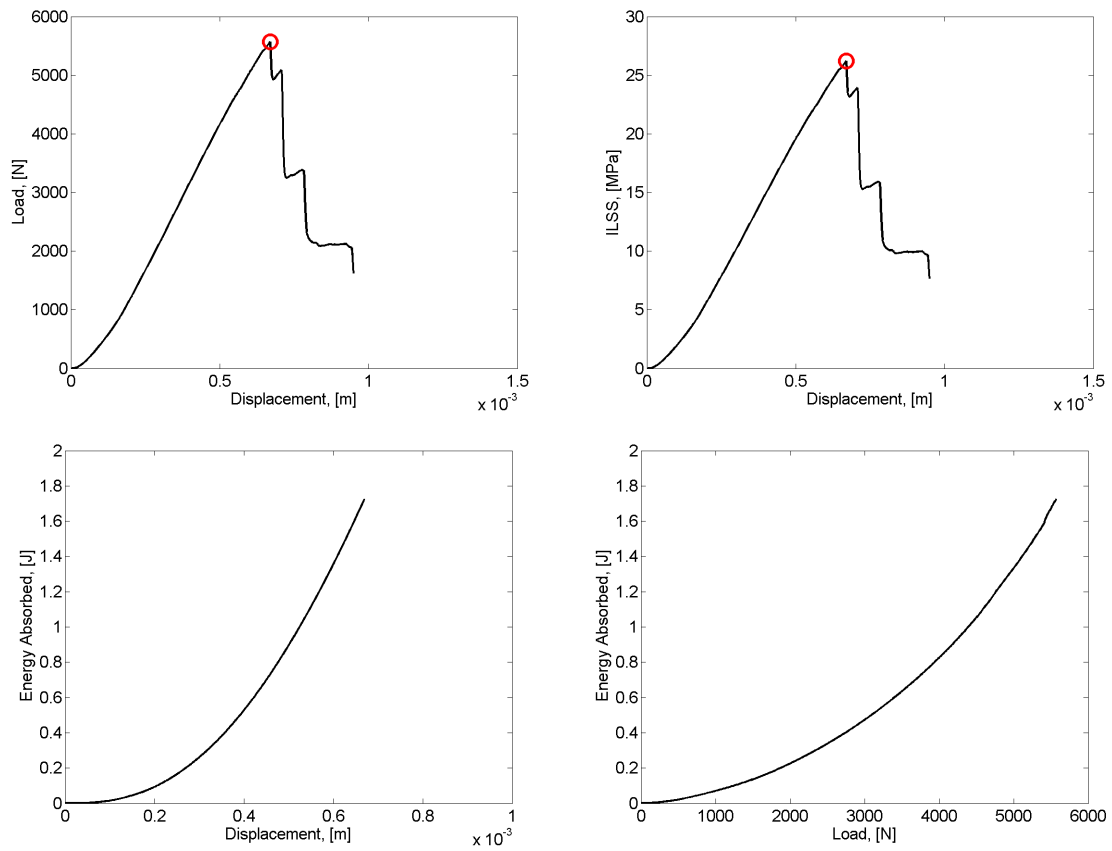 6000
5000
4000
3000
2000
1000
0
Load, [N]
0 0.5 1 1.5
Displacement, [m]
x 10^-3
30
25
20
15
10
5
0
ILSS, [MPa]
0 0.5 1 1.5
Displacement, [m]
x 10^-3
2
1.8
1.6
1.4
1.2
1
0.8
0.6
0.4
0.2
0
Energy Absorbed, [J]
0 0.2 0.4 0.6 0.8 1
Displacement, [m]
x 10^-3
2
1.8
1.6
1.4
1.2
1
0.8
0.6
0.4
0.2
0
Energy Absorbed, [J]
0 1000 2000 3000 4000 5000 6000
Load, [N]